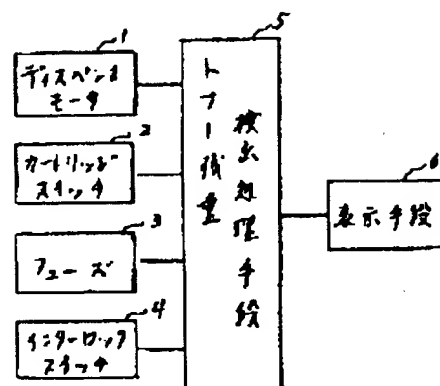 1
ディスペンス
モータ
2
カートリッジ
スイッチ
3
フューズ
4
インターロック
スイッチ
5
トナー残量
検出処理手段
6
表示手段